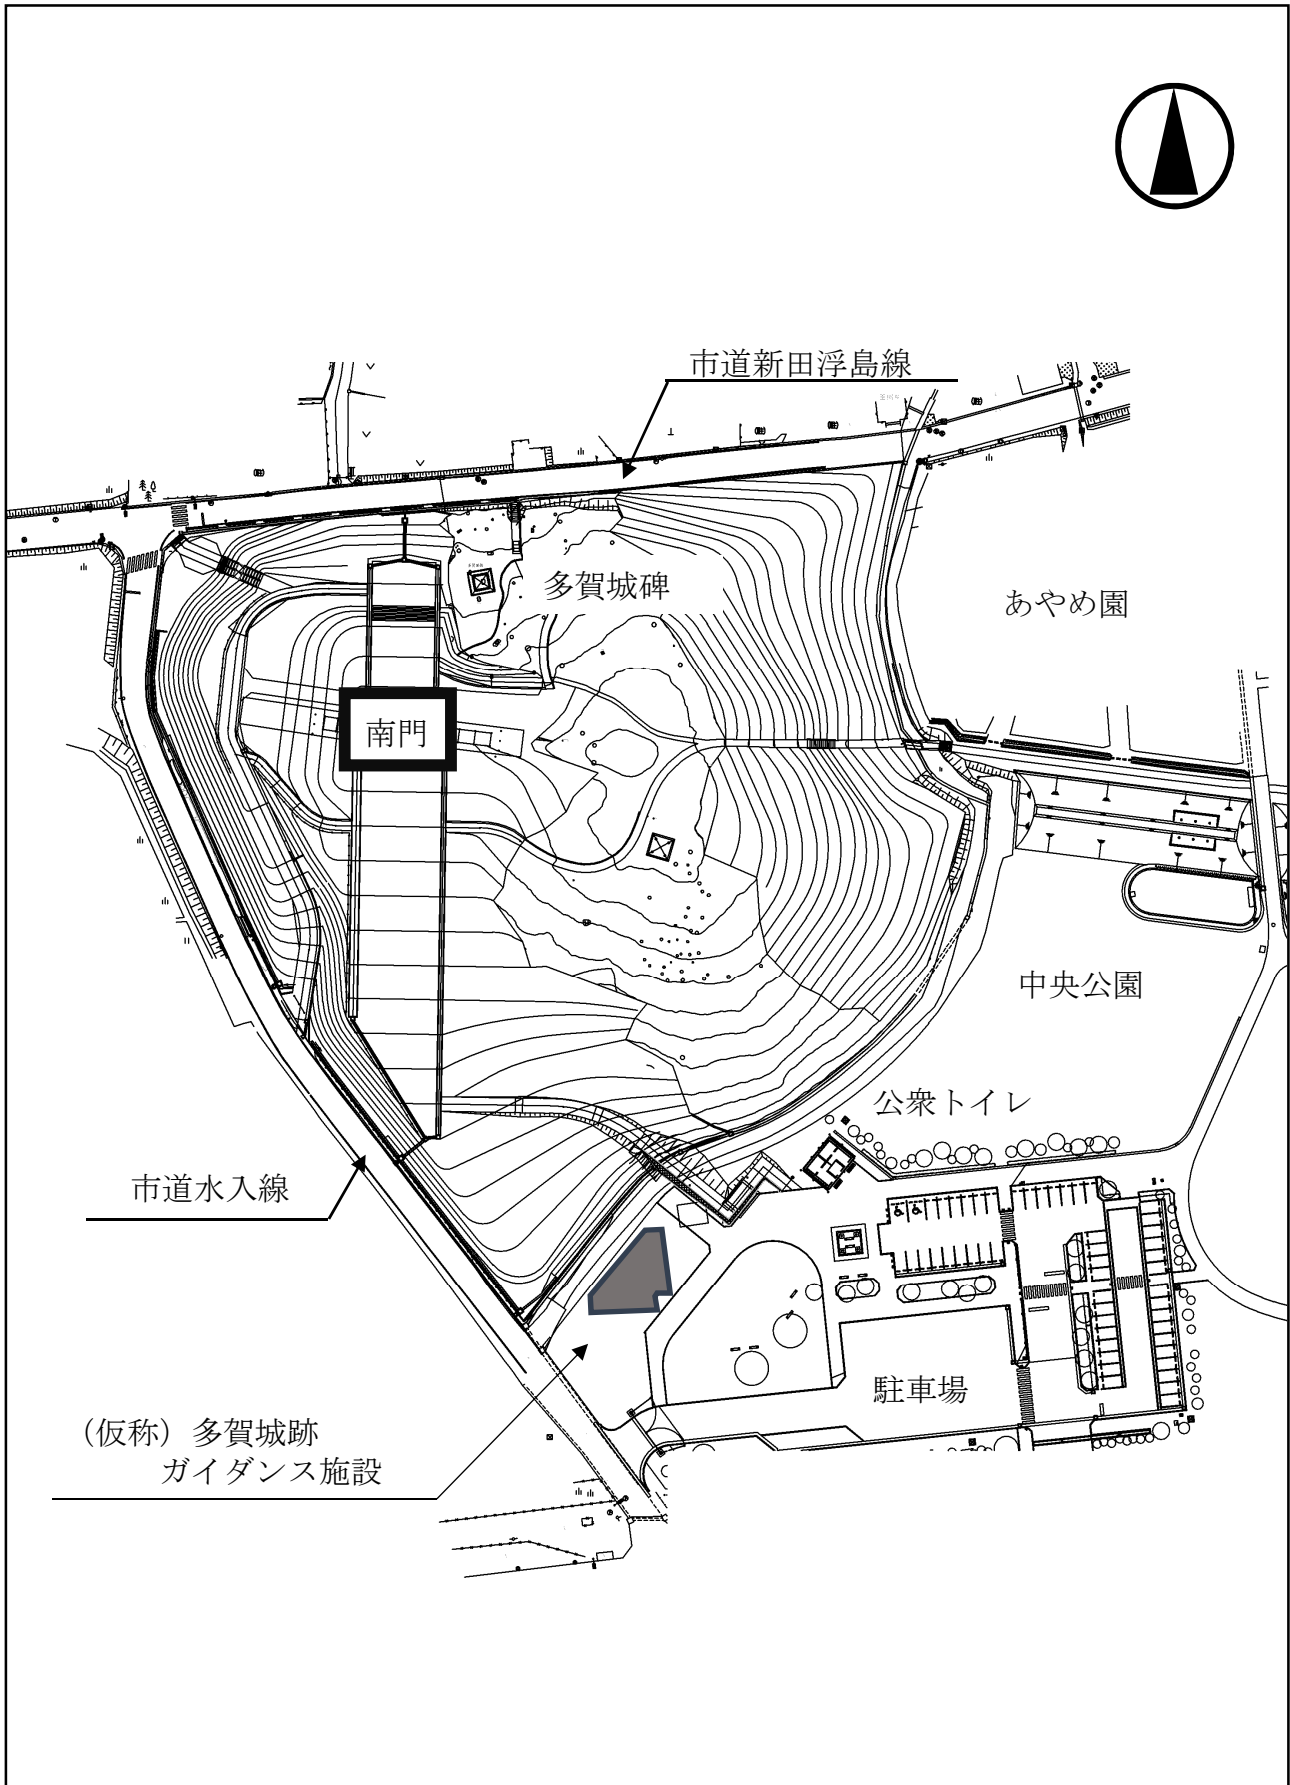 市道新田浮島線
多賀城碑
あやめ園
南門
中央公園
公衆トイレ
市道水入線
駐車場
（仮称）多賀城跡
ガイダンス施設